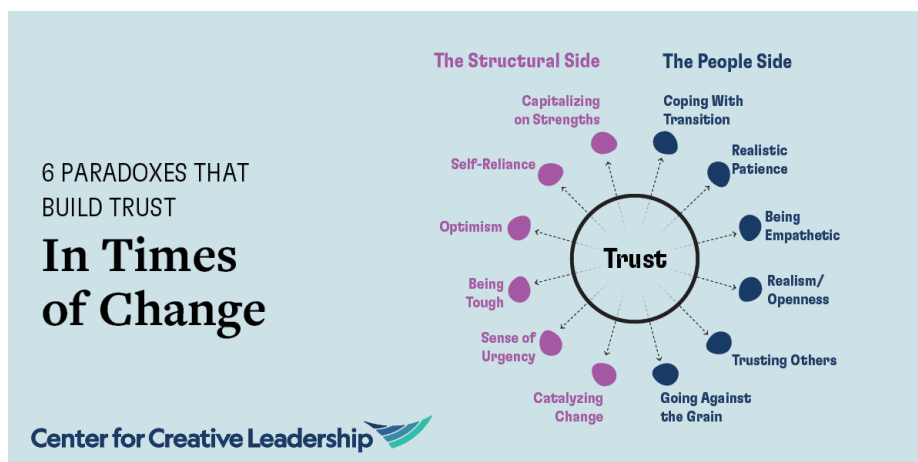 6 PARADOXES THAT
BUILD TRUST
In Times
of Change
Center for Creative Leadership
The Structural Side
The People Side
Capitalizing
on Strengths
Self-Reliance
Optimism
Being
Tough
Sense of
Urgency
Catalyzing
Change
Trust
Coping With
Transition
Realistic
Patience
Being
Empathetic
Realism/
Openness
Trusting Others
Going Against
the Grain